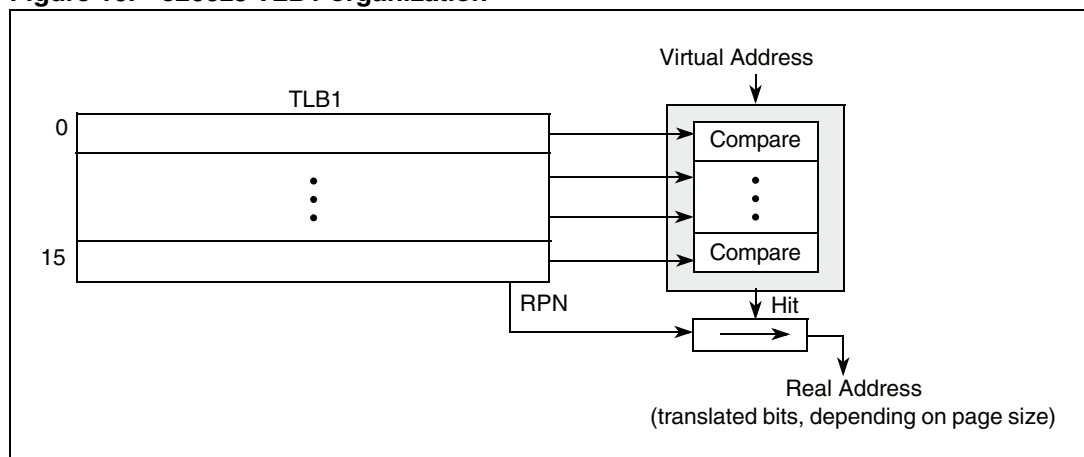 Virtual Address
TLB1
0
Compare
Compare
15
RPN
Hit
Real Address
(translated bits, depending on page size)